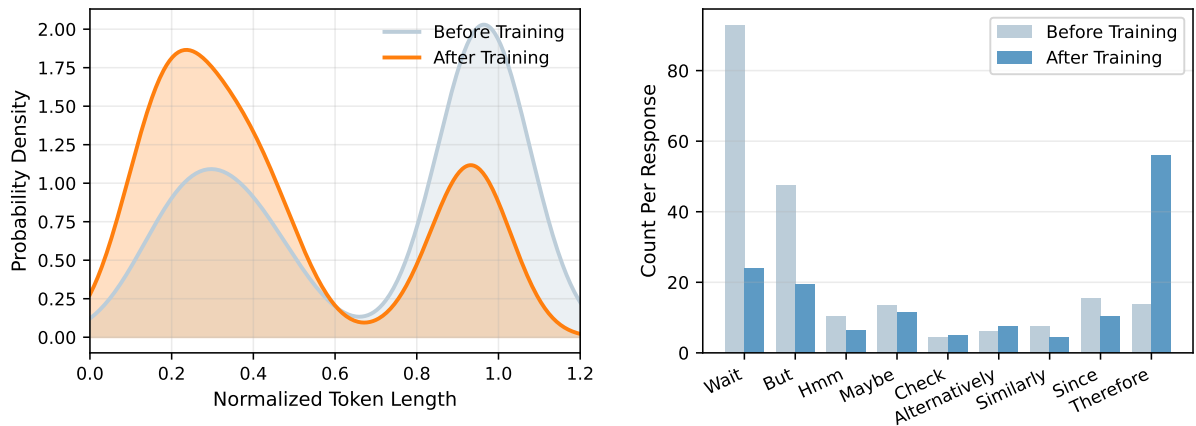 Probability Density
2.00
1.75
1.50
1.25
1.00
0.75
0.50
0.25
0.00
Before Training
After Training
0.0 0.2 0.4 0.6 0.8 1.0 1.2
Normalized Token Length
Count Per Response
80
60
40
20
0
Before Training
After Training
Wait But Hmm Maybe Check Alternatively Similarly Since Therefore